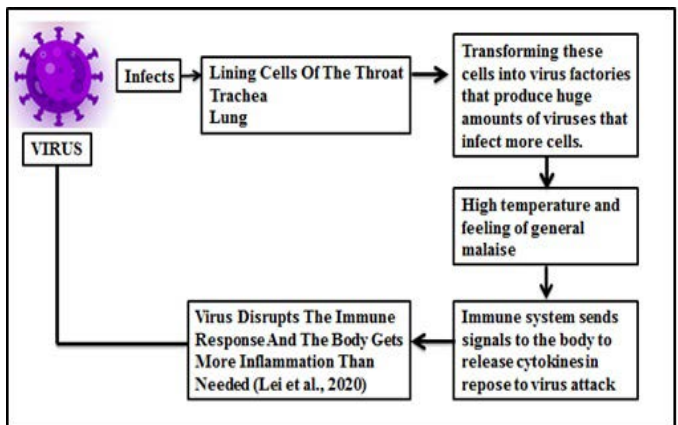 Infects
Lining Cells Of The Throat
Trachea
Lung
Transforming these
cells into virus factories
that produce huge
amounts of viruses that
infect more cells.
VIRUS
High temperature and
feeling of general
malaise
Immune system sends
signals to the body to
release cytokines in
repose to virus attack
Virus Disrupts The Immune
Response And The Body Gets
More Inflammation Than
Needed (Lei et al., 2020)